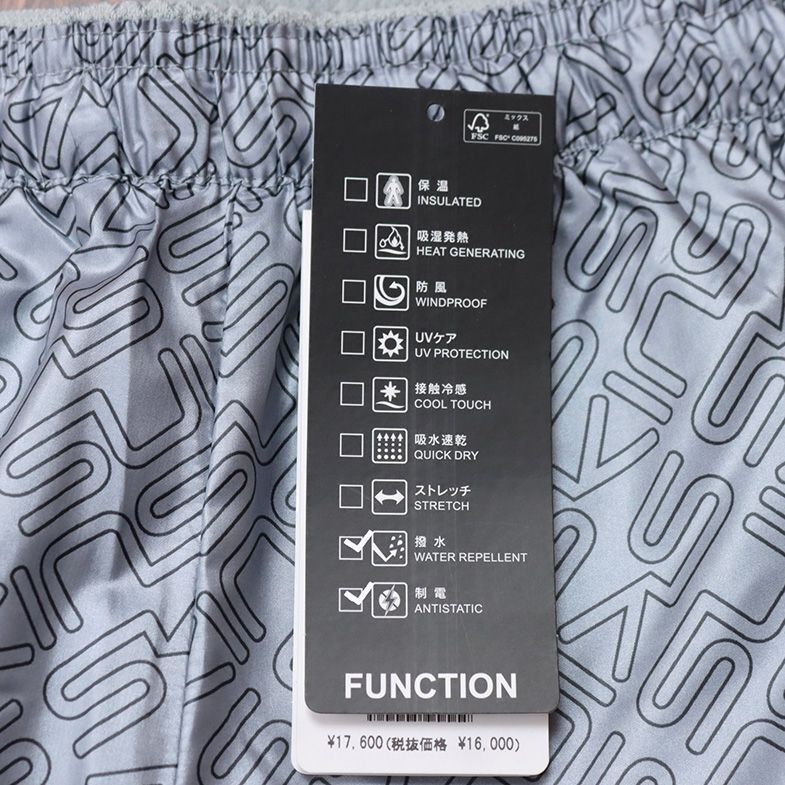 ミックス
紙
FSC
FSC® C095275
保温
INSULATED
吸湿発熱
HEAT GENERATING
防風
WINDPROOF
UVケア
UV PROTECTION
接触冷感
COOL TOUCH
吸水速乾
QUICK DRY
ストレッチ
STRETCH
撥水
WATER REPELLENT
制電
ANTISTATIC
FUNCTION
¥17,600(税抜価格 ¥16,000)